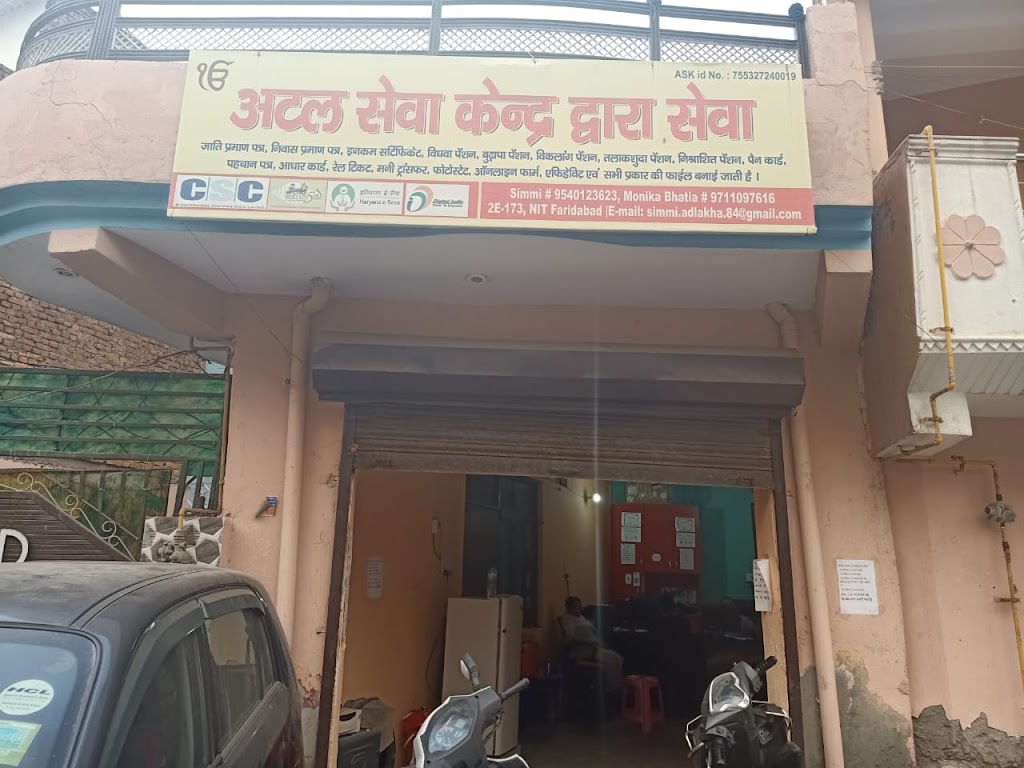 ੴ
ASK id No. : 755327240019
अटल सेवा केन्द्र द्वारा सेवा
जाति प्रमाण पत्र, निवास प्रमाण पत्र, इनकम सर्टिफिकेट, विधवा पेंशन, बुढ़ापा पेंशन, विकलांग पेंशन, तलाकशुदा पेंशन, निश्राशित पेंशन, पेन कार्ड,
पहचान पत्र, आधार कार्ड, रेल टिकट, मनी ट्रांसफर, फोटोस्टेट, ऑनलाइन फार्म, एफिडेविट एवं सभी प्रकार की फाईल बनाई जाती है ।
CSC
हरियाणा ई-सेवा
Haryana e-Seva
Digital India
Simmi # 9540123623, Monika Bhatia # 9711097616
2E-173, NIT Faridabad |E-mail: simmi.adlakha.84@gmail.com
HCL